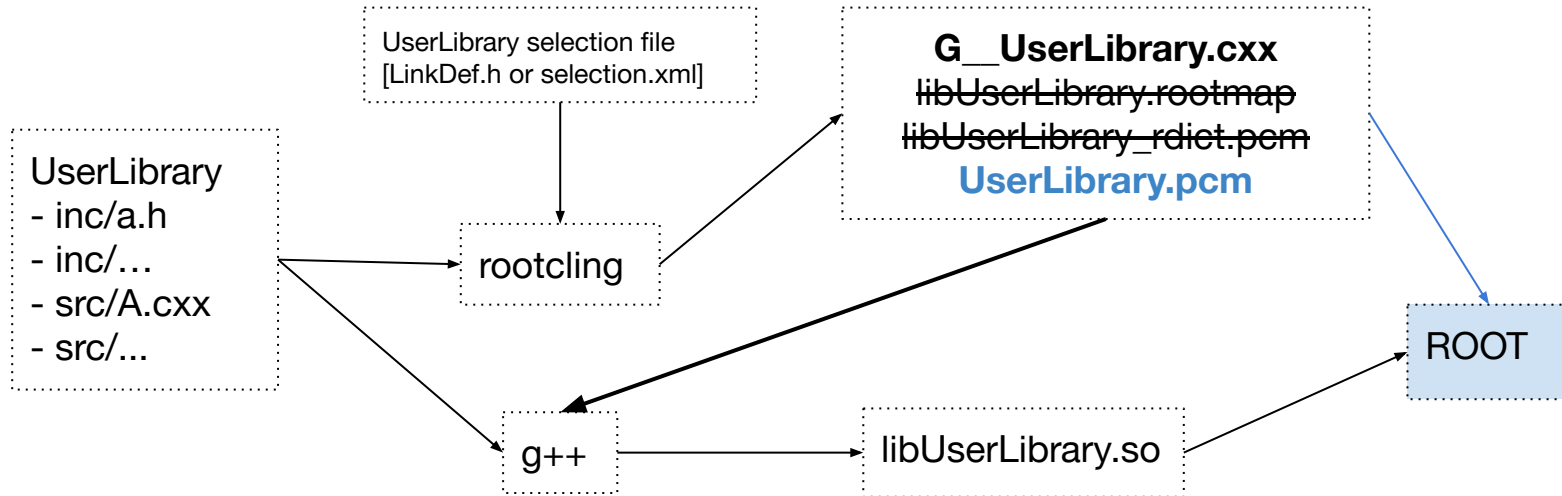 UserLibrary selection file
[LinkDef.h or selection.xml]
G__UserLibrary.cxx
libUserLibrary.rootmap
libUserLibrary_rdict.pcm
UserLibrary.pcm
UserLibrary
- inc/a.h
- inc/…
- src/A.cxx
- src/...
rootcling
ROOT
g++
libUserLibrary.so